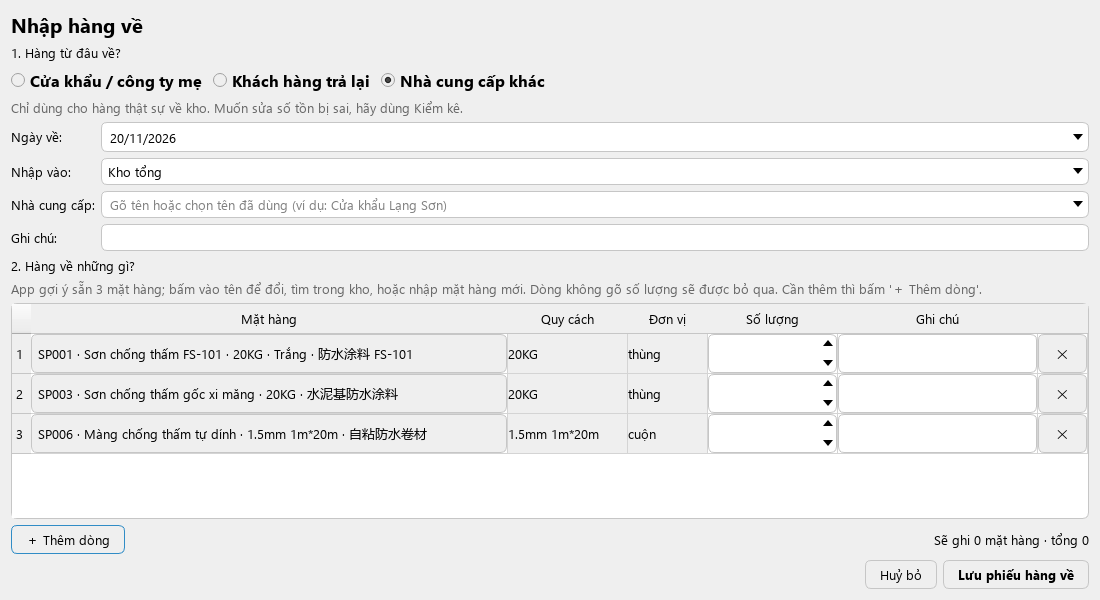 Nhập hàng về
1. Hàng từ đâu về?
Cửa khẩu / công ty mẹ Khách hàng trả lại Nhà cung cấp khác
Chỉ dùng cho hàng thật sự về kho. Muốn sửa số tồn bị sai, hãy dùng Kiểm kê.
Ngày về: 20/11/2026
Nhập vào: Kho tổng
Nhà cung cấp: Gõ tên hoặc chọn tên đã dùng (ví dụ: Cửa khẩu Lạng Sơn)
Ghi chú:
2. Hàng về những gì?
App gợi ý sẵn 3 mặt hàng; bấm vào tên để đổi, tìm trong kho, hoặc nhập mặt hàng mới. Dòng không gõ số lượng sẽ được bỏ qua. Cần thêm thì bấm '+ Thêm dòng'.
Mặt hàng Quy cách Đơn vị Số lượng Ghi chú
1 SP001 · Sơn chống thấm FS-101 · 20KG · Trắng · 防水涂料 FS-101 20KG thùng
2 SP003 · Sơn chống thấm gốc xi măng · 20KG · 水泥基防水涂料 20KG thùng
3 SP006 · Màng chống thấm tự dính · 1.5mm 1m*20m · 自粘防水卷材 1.5mm 1m*20m cuộn
+ Thêm dòng Sẽ ghi 0 mặt hàng · tổng 0
Huỷ bỏ Lưu phiếu hàng về